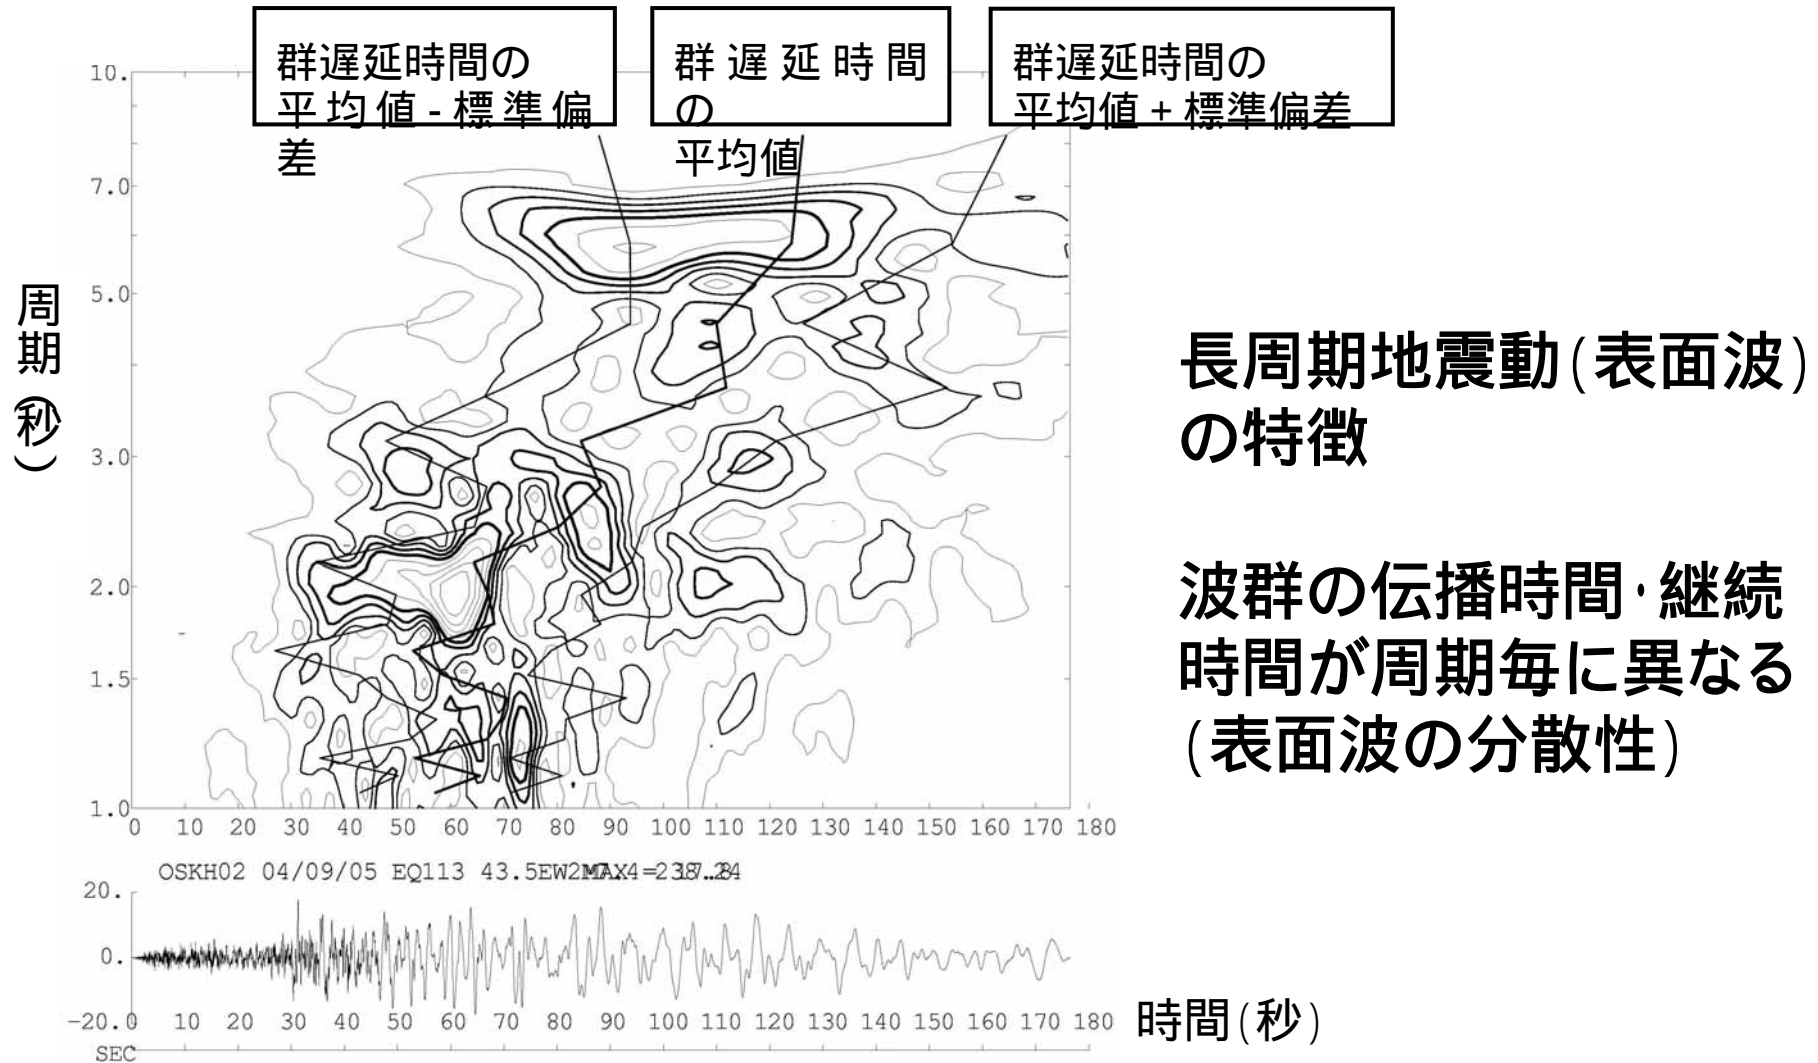 群遅延時間の
平均値-標準偏
差
群遅延時間
の
平均値
群遅延時間の
平均値+標準偏差
周期(秒)
10.
7.0
5.0
3.0
2.0
1.5
1.0
0 10 20 30 40 50 60 70 80 90 100 110 120 130 140 150 160 170 180
OSKH02 04/09/05 EQ113 43.5EW
20.
0.
-20.0
0 10 20 30 40 50 60 70 80 90 100 110 120 130 140 150 160 170 180
SEC
時間(秒)
長周期地震動(表面波)
の特徴
波群の伝播時間・継続
時間が周期毎に異なる
(表面波の分散性)